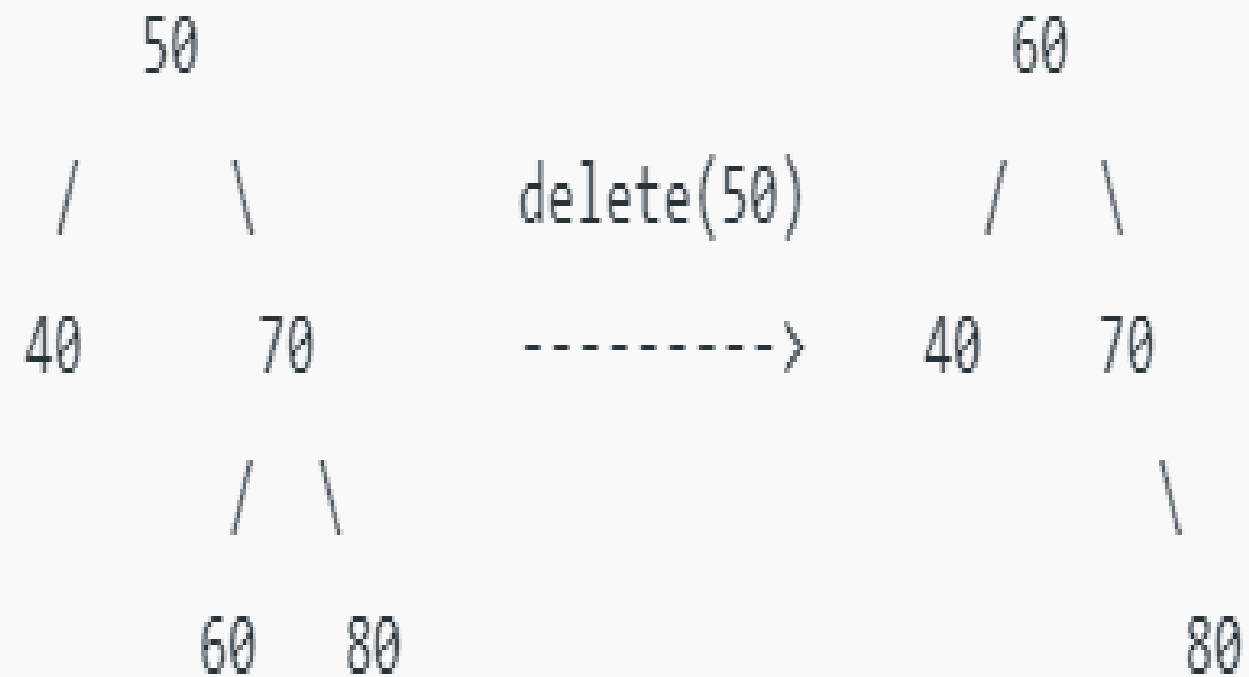 50 60
/ \ delete(50) / \
40 70 ---------> 40 70
/ \ \
60 80 80